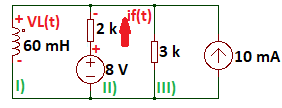 + VL(t)
60 mH
-
I)
-
2 k
if(t)
+
8 V
II)
3 k
III)
10 mA